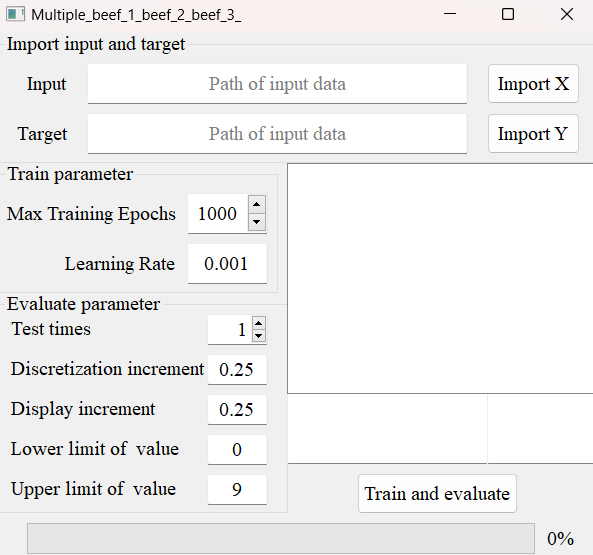 Multiple_beef_1_beef_2_beef_3_
Import input and target
Input Path of input data Import X
Target Path of input data Import Y
Train parameter
Max Training Epochs 1000
Learning Rate 0.001
Evaluate parameter
Test times 1
Discretization increment 0.25
Display increment 0.25
Lower limit of  value 0
Upper limit of  value 9
Train and evaluate
0%